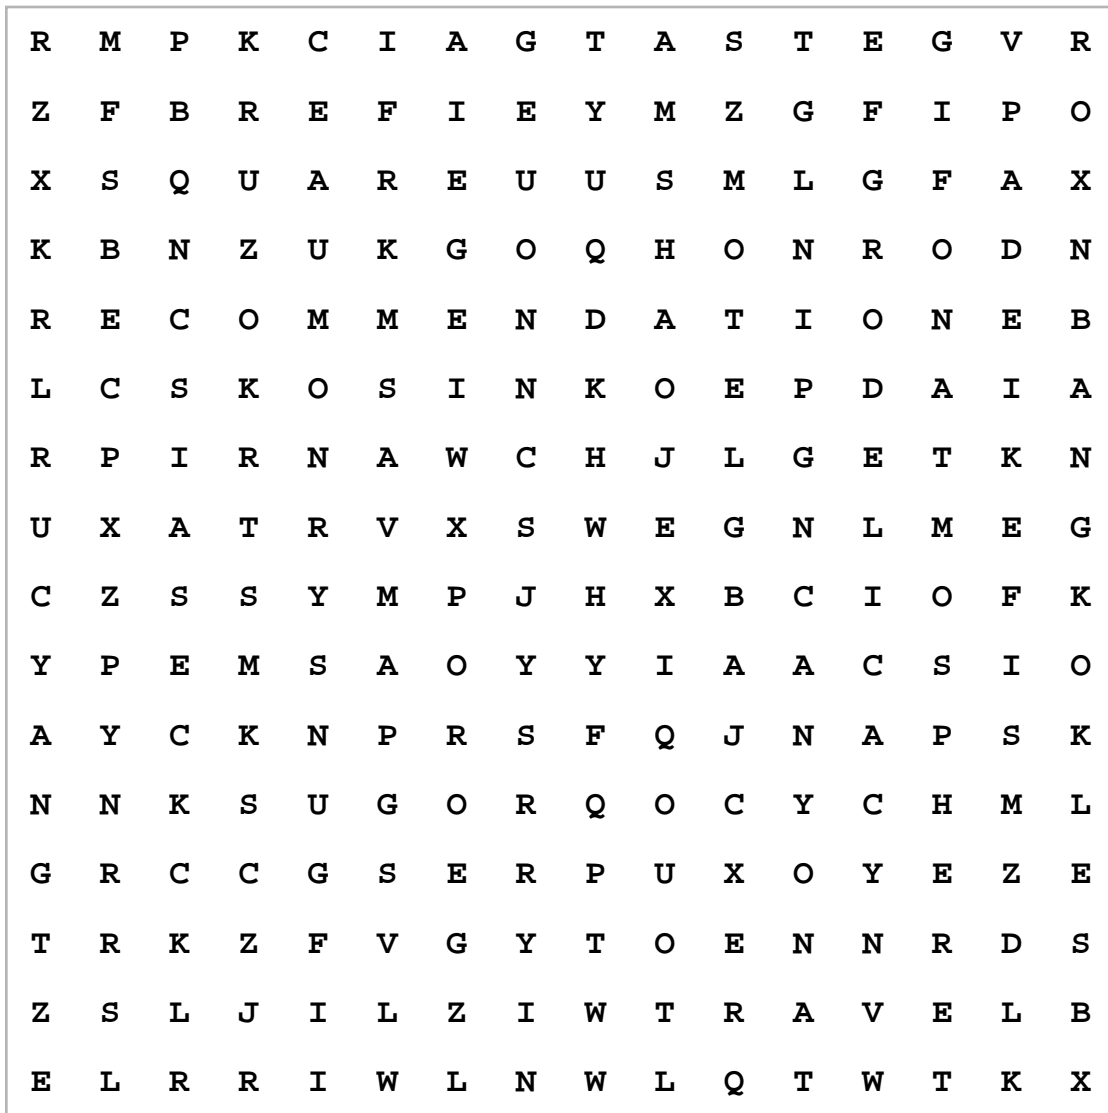 R M P K C I A G T A S T E G V R
Z F B R E F I E Y M Z G F I P O
X S Q U A R E U U S M L G F A X
K B N Z U K G O Q H O N R O D N
R E C O M M E N D A T I O N E B
L C S K O S I N K O E P D A I A
R P I R N A W C H J L G E T K N
U X A T R V X S W E G N L M E G
C Z S S Y M P J H X B C I O F K
Y P E M S A O Y Y I A A C S I O
A Y C K N P R S F Q J N A P S K
N N K S U G O R Q O C Y C H M L
G R C C G S E R P U X O Y E Z E
T R K Z F V G Y T O E N N R D S
Z S L J I L Z I W T R A V E L B
E L R R I W L N W L Q T W T K X